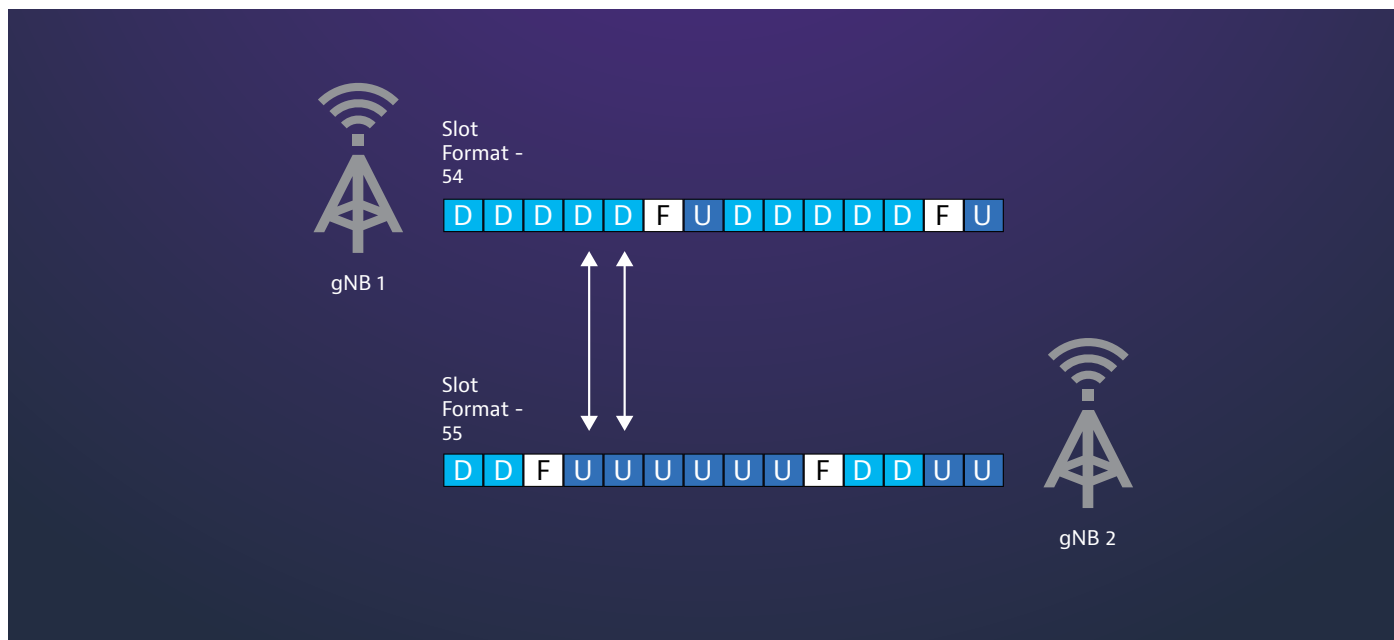 Slot
Format -
54
D D D D D F U D D D D D F U
gNB 1
Slot
Format -
55
D D F U U U U U U F D D U U
gNB 2